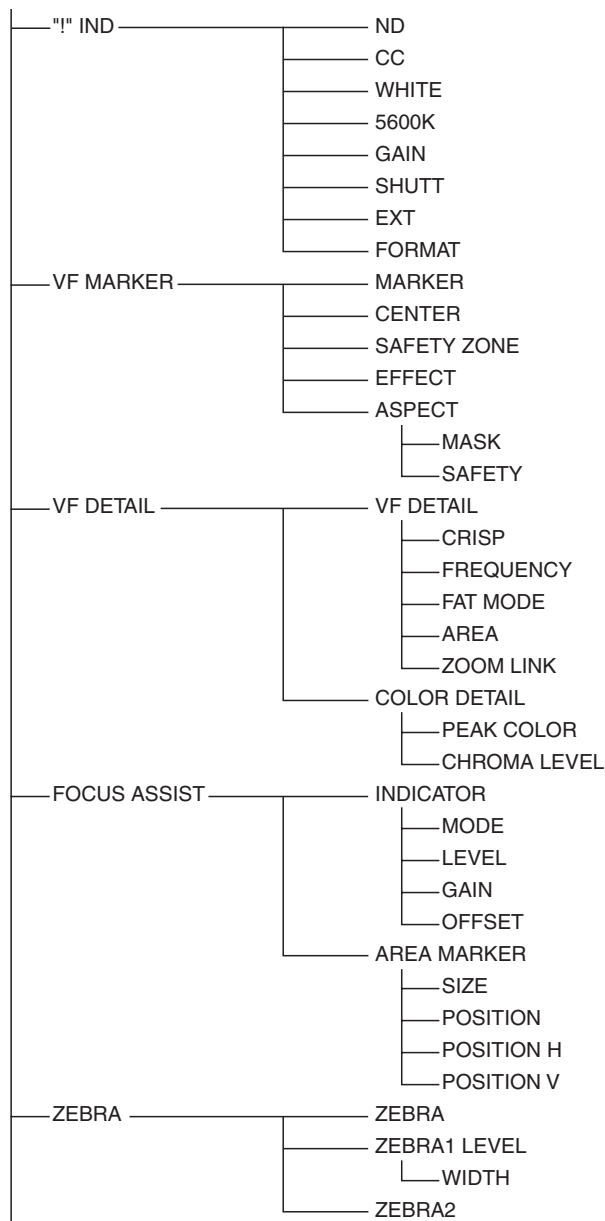 "!" IND ND
CC
WHITE
5600K
GAIN
SHUTT
EXT
FORMAT
VF MARKER MARKER
CENTER
SAFETY ZONE
EFFECT
ASPECT
MASK
SAFETY
VF DETAIL VF DETAIL
CRISP
FREQUENCY
FAT MODE
AREA
ZOOM LINK
COLOR DETAIL
PEAK COLOR
CHROMA LEVEL
FOCUS ASSIST INDICATOR
MODE
LEVEL
GAIN
OFFSET
AREA MARKER
SIZE
POSITION
POSITION H
POSITION V
ZEBRA ZEBRA
ZEBRA1 LEVEL
WIDTH
ZEBRA2